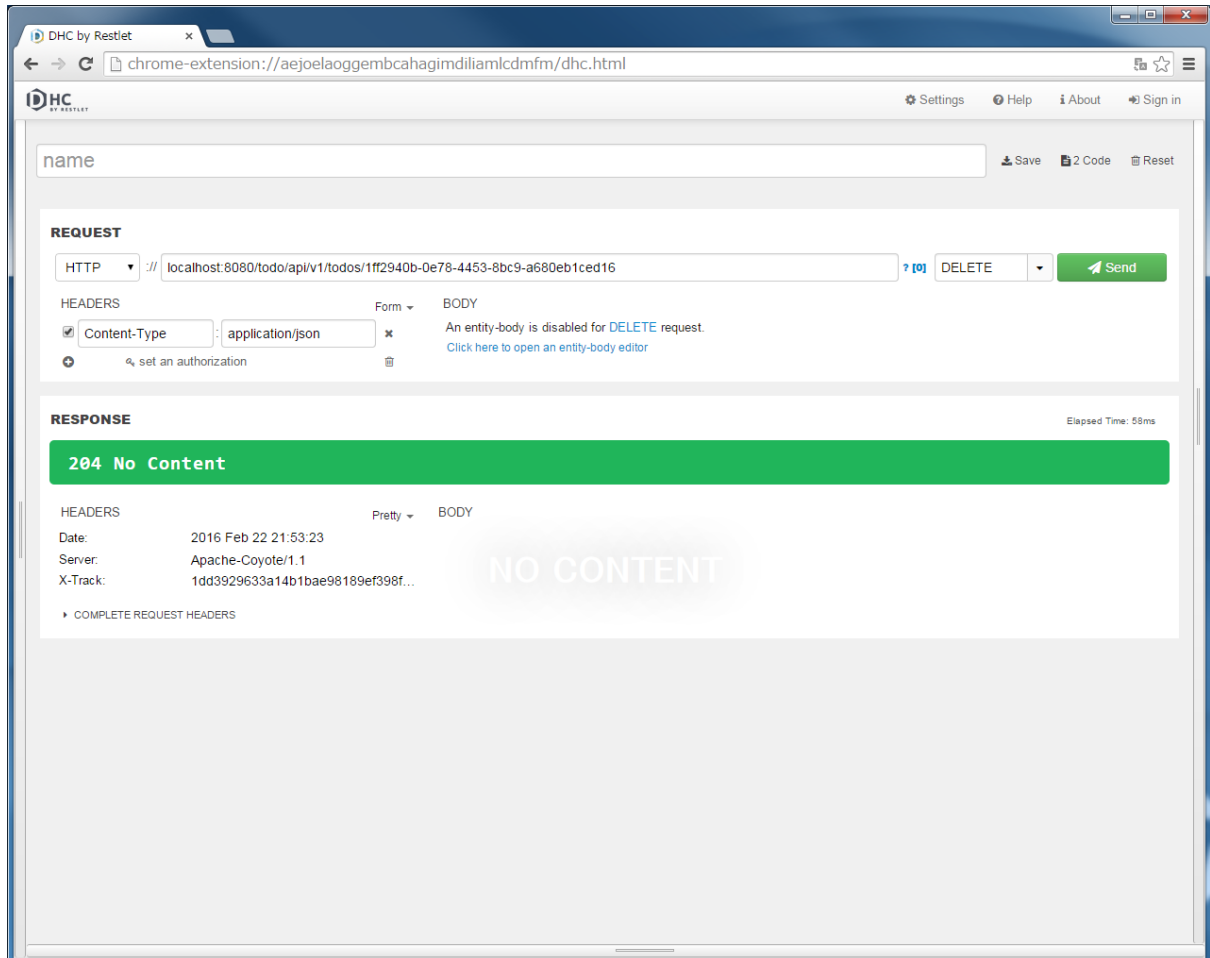 DHC by Restlet
chrome-extension://aejoelaoggembcahagimdiliamlcdmfm/dhc.html
DHC BY RESTLET Settings Help About Sign in
name Save 2 Code Reset
REQUEST
HTTP :// localhost:8080/todo/api/v1/todos/1ff2940b-0e78-4453-8bc9-a680eb1ced16 ? [0] DELETE Send
HEADERS Form BODY
Content-Type : application/json An entity-body is disabled for DELETE request.
Click here to open an entity-body editor
set an authorization
RESPONSE Elapsed Time: 58ms
204 No Content
HEADERS Pretty BODY
Date: 2016 Feb 22 21:53:23
Server: Apache-Coyote/1.1
NO CONTENT
X-Track: 1dd3929633a14b1bae98189ef398f...
COMPLETE REQUEST HEADERS